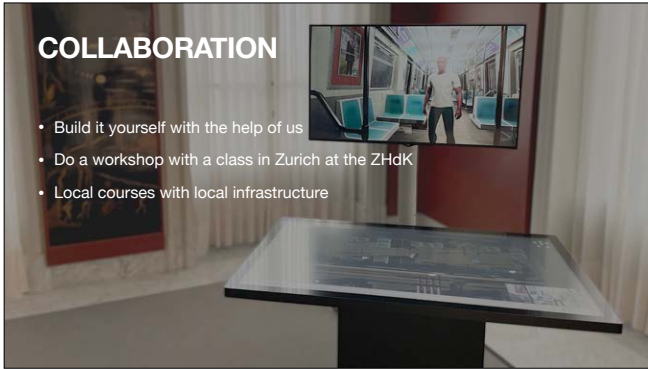 COLLABORATION
• Build it yourself with the help of us
• Do a workshop with a class in Zurich at the ZHdK
• Local courses with local infrastructure